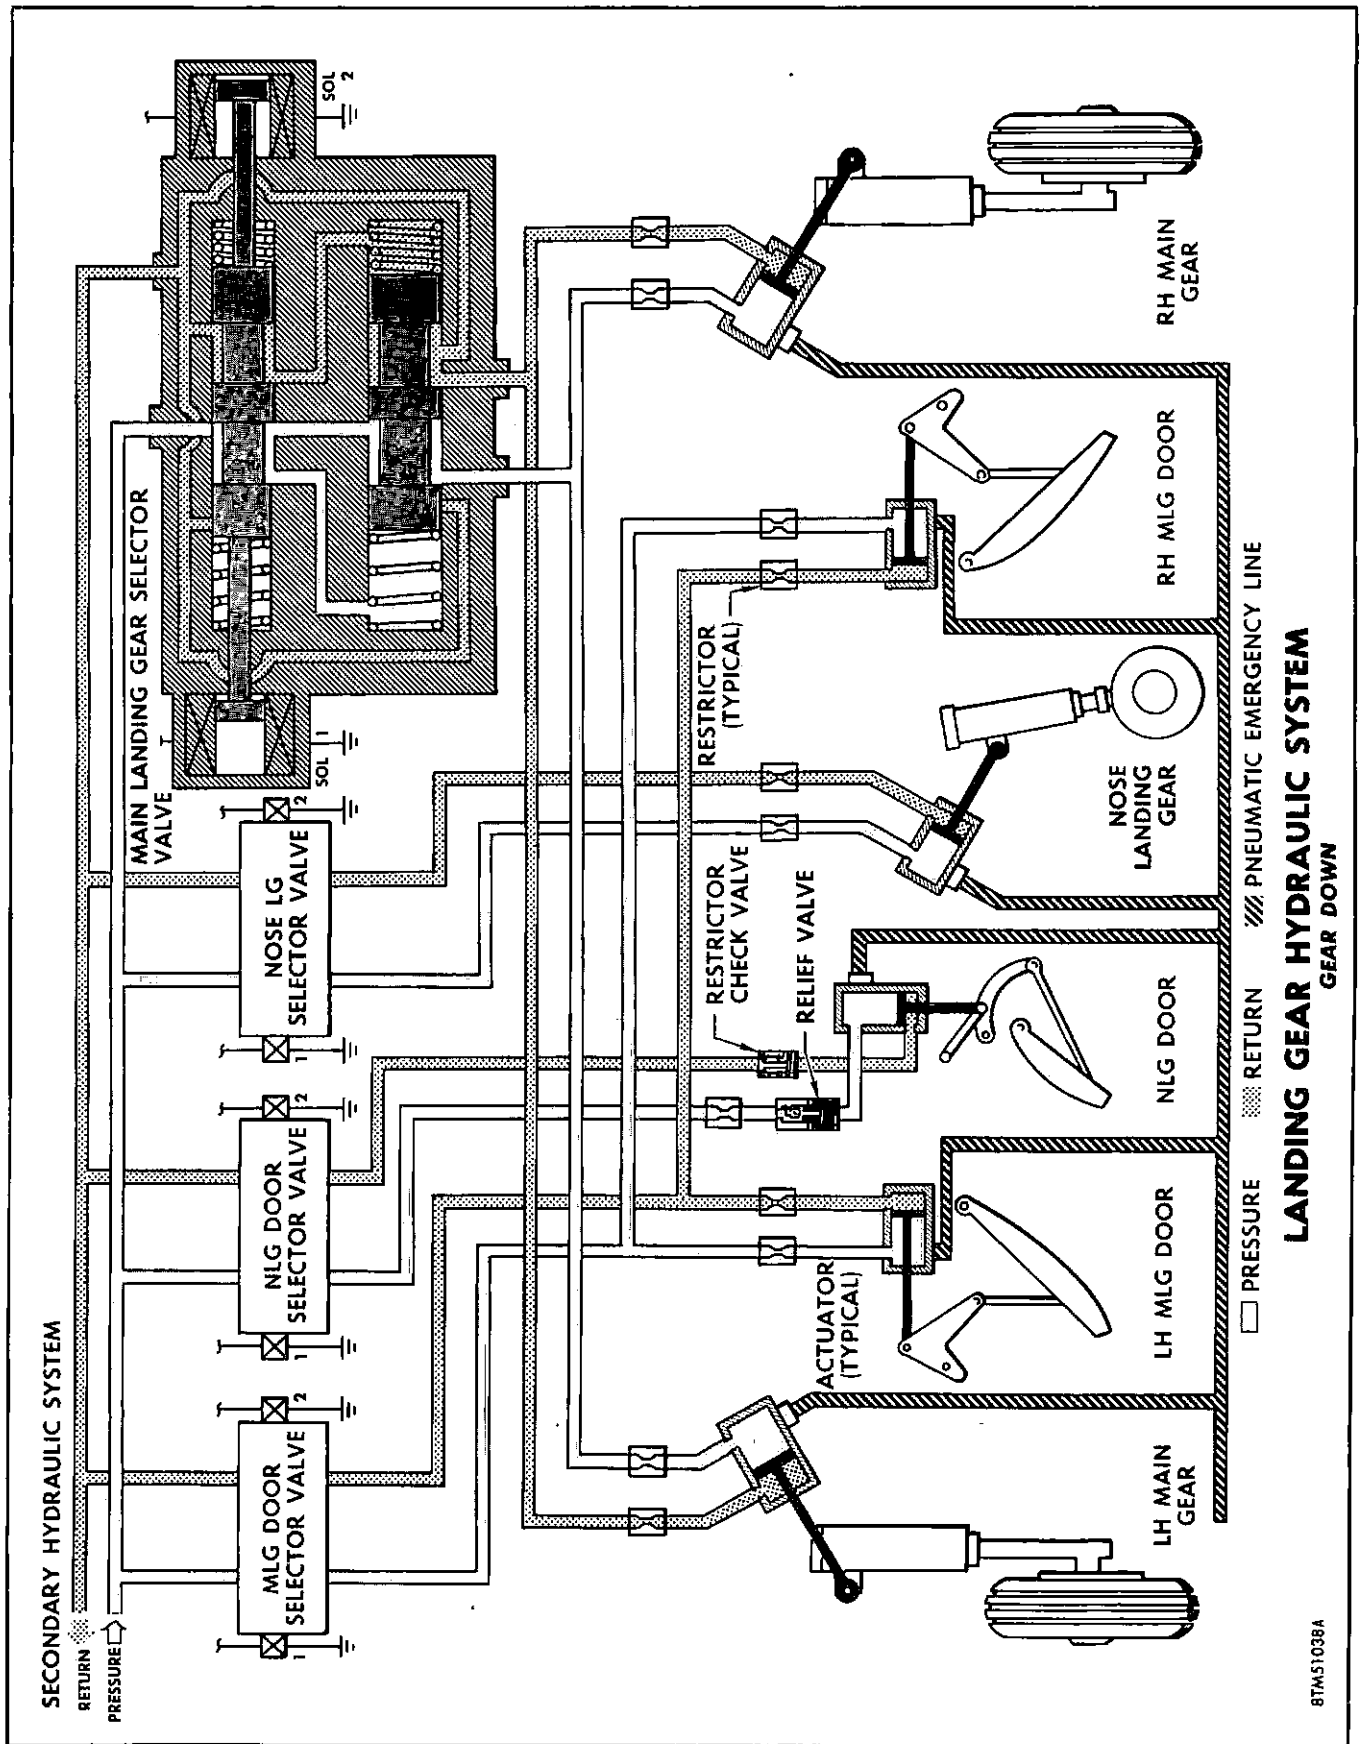 SECONDARY HYDRAULIC SYSTEM
RETURN
PRESSURE
MLG DOOR
SELECTOR VALVE
1
2
NLG DOOR
SELECTOR VALVE
1
2
NOSE LG
SELECTOR VALVE
1
2
MAIN LANDING GEAR SELECTOR
VALVE
SOL 1
SOL
2
ACTUATOR
(TYPICAL)
RESTRICTOR
CHECK VALVE
RELIEF VALVE
RESTRICTOR
(TYPICAL)
LH MAIN
GEAR
LH MLG DOOR
NLG DOOR
NOSE
LANDING
GEAR
RH MLG DOOR
RH MAIN
GEAR
PRESSURE
RETURN
PNEUMATIC EMERGENCY LINE
LANDING GEAR HYDRAULIC SYSTEM
GEAR DOWN
8TM51038A